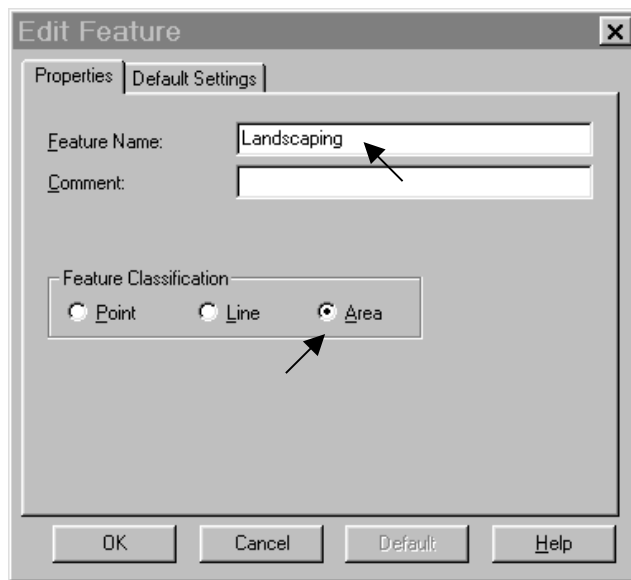 Edit Feature
Properties Default Settings
Feature Name: Landscaping
Comment:
Feature Classification
Point Line Area
OK Cancel Default Help